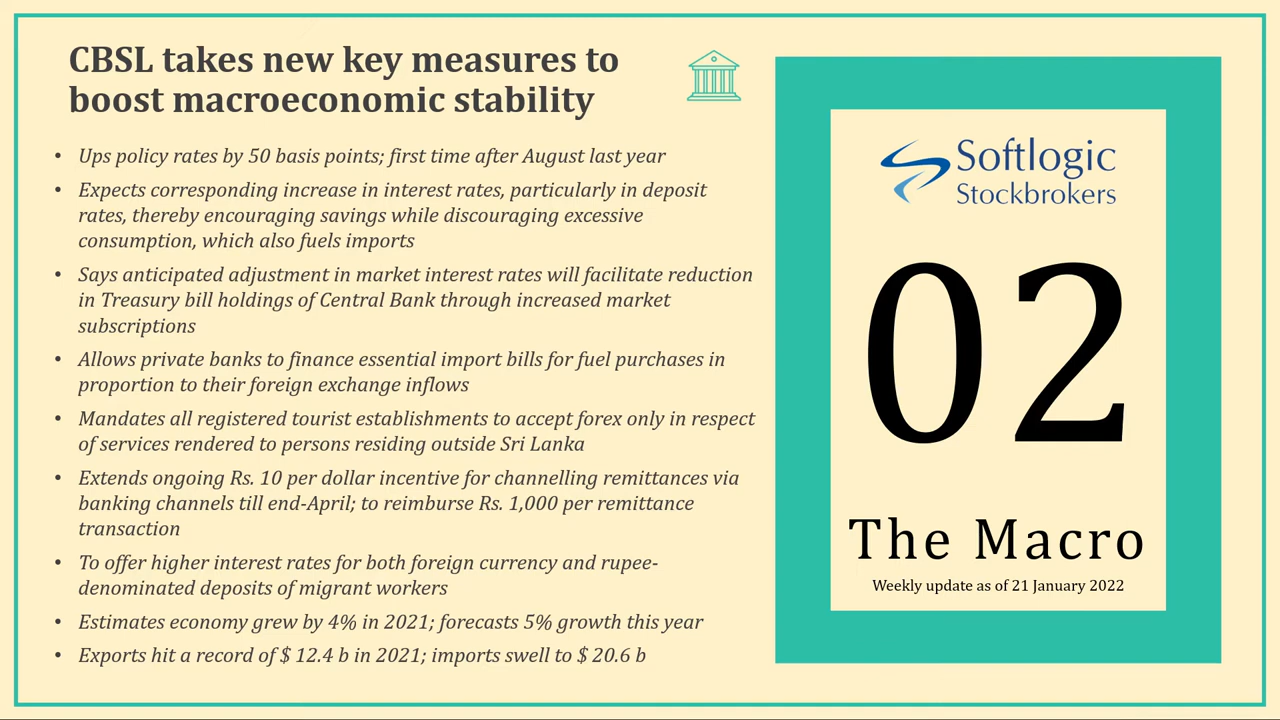 CBSL takes new key measures to
boost macroeconomic stability
• Ups policy rates by 50 basis points; first time after August last year
• Expects corresponding increase in interest rates, particularly in deposit
rates, thereby encouraging savings while discouraging excessive
consumption, which also fuels imports
• Says anticipated adjustment in market interest rates will facilitate reduction
in Treasury bill holdings of Central Bank through increased market
subscriptions
• Allows private banks to finance essential import bills for fuel purchases in
proportion to their foreign exchange inflows
• Mandates all registered tourist establishments to accept forex only in respect
of services rendered to persons residing outside Sri Lanka
• Extends ongoing Rs. 10 per dollar incentive for channelling remittances via
banking channels till end-April; to reimburse Rs. 1,000 per remittance
transaction
• To offer higher interest rates for both foreign currency and rupee-
denominated deposits of migrant workers
• Estimates economy grew by 4% in 2021; forecasts 5% growth this year
• Exports hit a record of $ 12.4 b in 2021; imports swell to $ 20.6 b
Softlogic
Stockbrokers
02
The Macro
Weekly update as of 21 January 2022